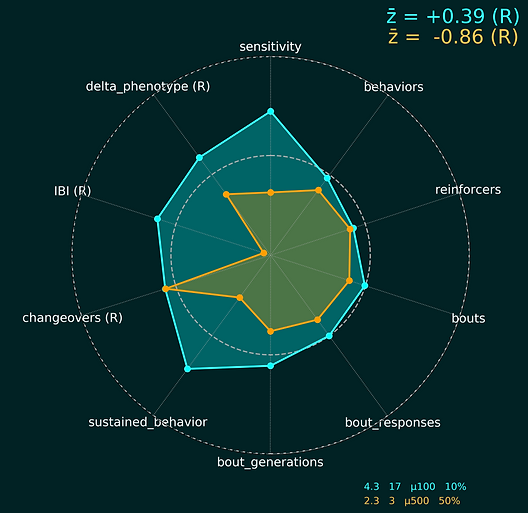 z̄ = +0.39 (R)
z̄ = -0.86 (R)
sensitivity
delta_phenotype (R)
behaviors
IBI (R)
reinforcers
changeovers (R)
bouts
sustained_behavior
bout_responses
bout_generations
4.3 17 μ100 10%
2.3 3 μ500 50%